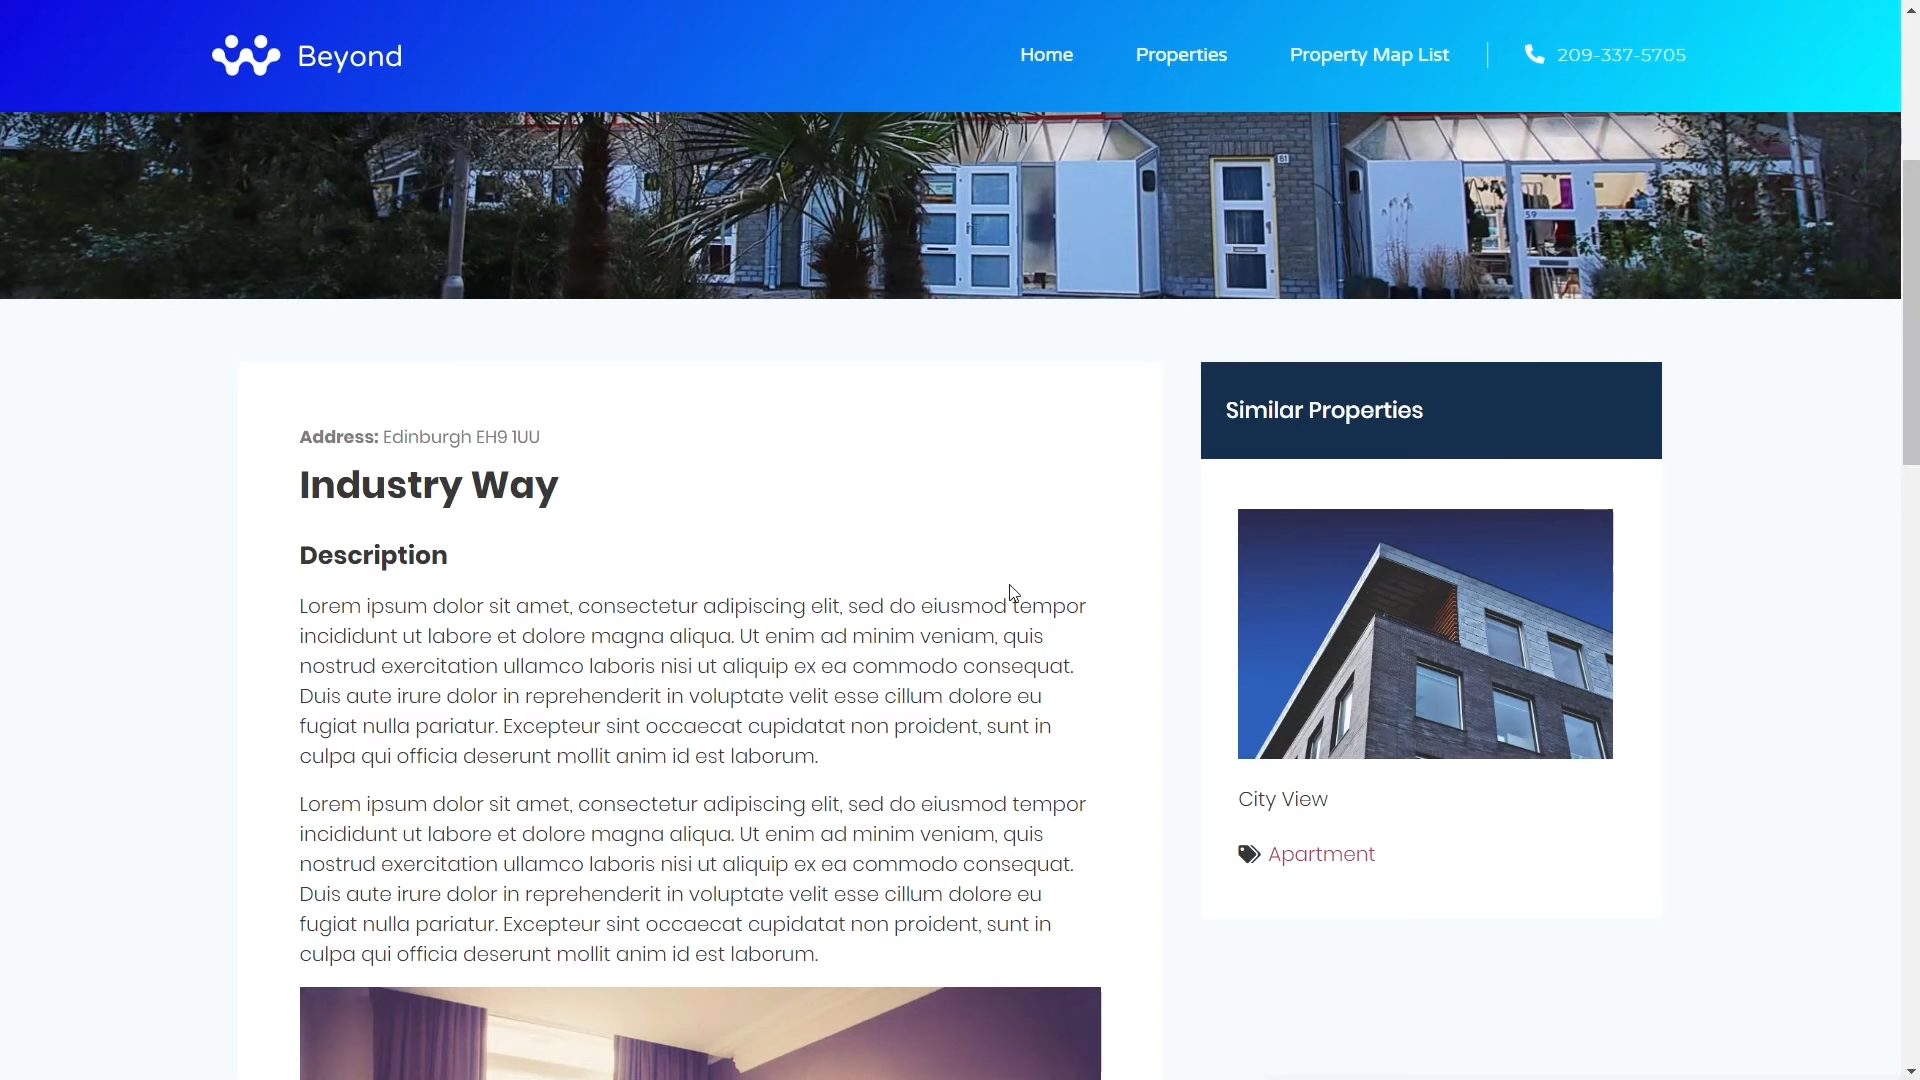 Beyond
Home
Properties
Property Map List
209-337-5705
61
59
Address: Edinburgh EH9 1UU
Industry Way
Description
Lorem ipsum dolor sit amet, consectetur adipiscing elit, sed do eiusmod tempor
incididunt ut labore et dolore magna aliqua. Ut enim ad minim veniam, quis
nostrud exercitation ullamco laboris nisi ut aliquip ex ea commodo consequat.
Duis aute irure dolor in reprehenderit in voluptate velit esse cillum dolore eu
fugiat nulla pariatur. Excepteur sint occaecat cupidatat non proident, sunt in
culpa qui officia deserunt mollit anim id est laborum.
Lorem ipsum dolor sit amet, consectetur adipiscing elit, sed do eiusmod tempor
incididunt ut labore et dolore magna aliqua. Ut enim ad minim veniam, quis
nostrud exercitation ullamco laboris nisi ut aliquip ex ea commodo consequat.
Duis aute irure dolor in reprehenderit in voluptate velit esse cillum dolore eu
fugiat nulla pariatur. Excepteur sint occaecat cupidatat non proident, sunt in
culpa qui officia deserunt mollit anim id est laborum.
Similar Properties
City View
Apartment